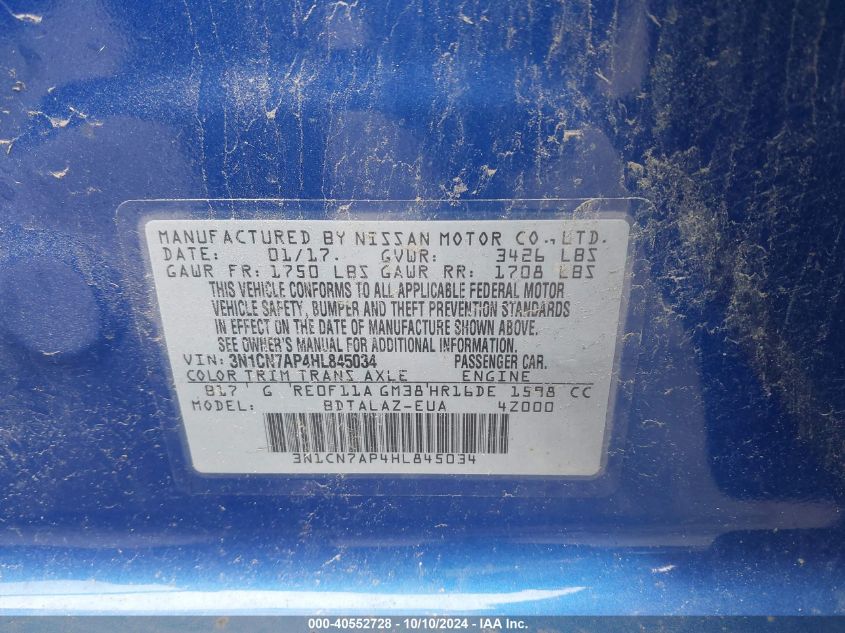 MANUFACTURED BY NISSAN MOTOR CO., LTD.
DATE: 01/17. GVWR: 3426 LBS
GAWR FR: 1750 LBS GAWR RR: 1708 LBS
THIS VEHICLE CONFORMS TO ALL APPLICABLE FEDERAL MOTOR
VEHICLE SAFETY, BUMPER AND THEFT PREVENTION STANDARDS
IN EFFECT ON THE DATE OF MANUFACTURE SHOWN ABOVE.
SEE OWNER'S MANUAL FOR ADDITIONAL INFORMATION.
VIN: 3N1CN7AP4HL845034 PASSENGER CAR.
COLOR TRIM TRANS AXLE ENGINE
B17 G RE0F11A GM38 HR16DE 1598 CC
MODEL: BDTALAZ-EUA 4Z000
3N1CN7AP4HL845034
000-40552728 - 10/10/2024 - IAA Inc.